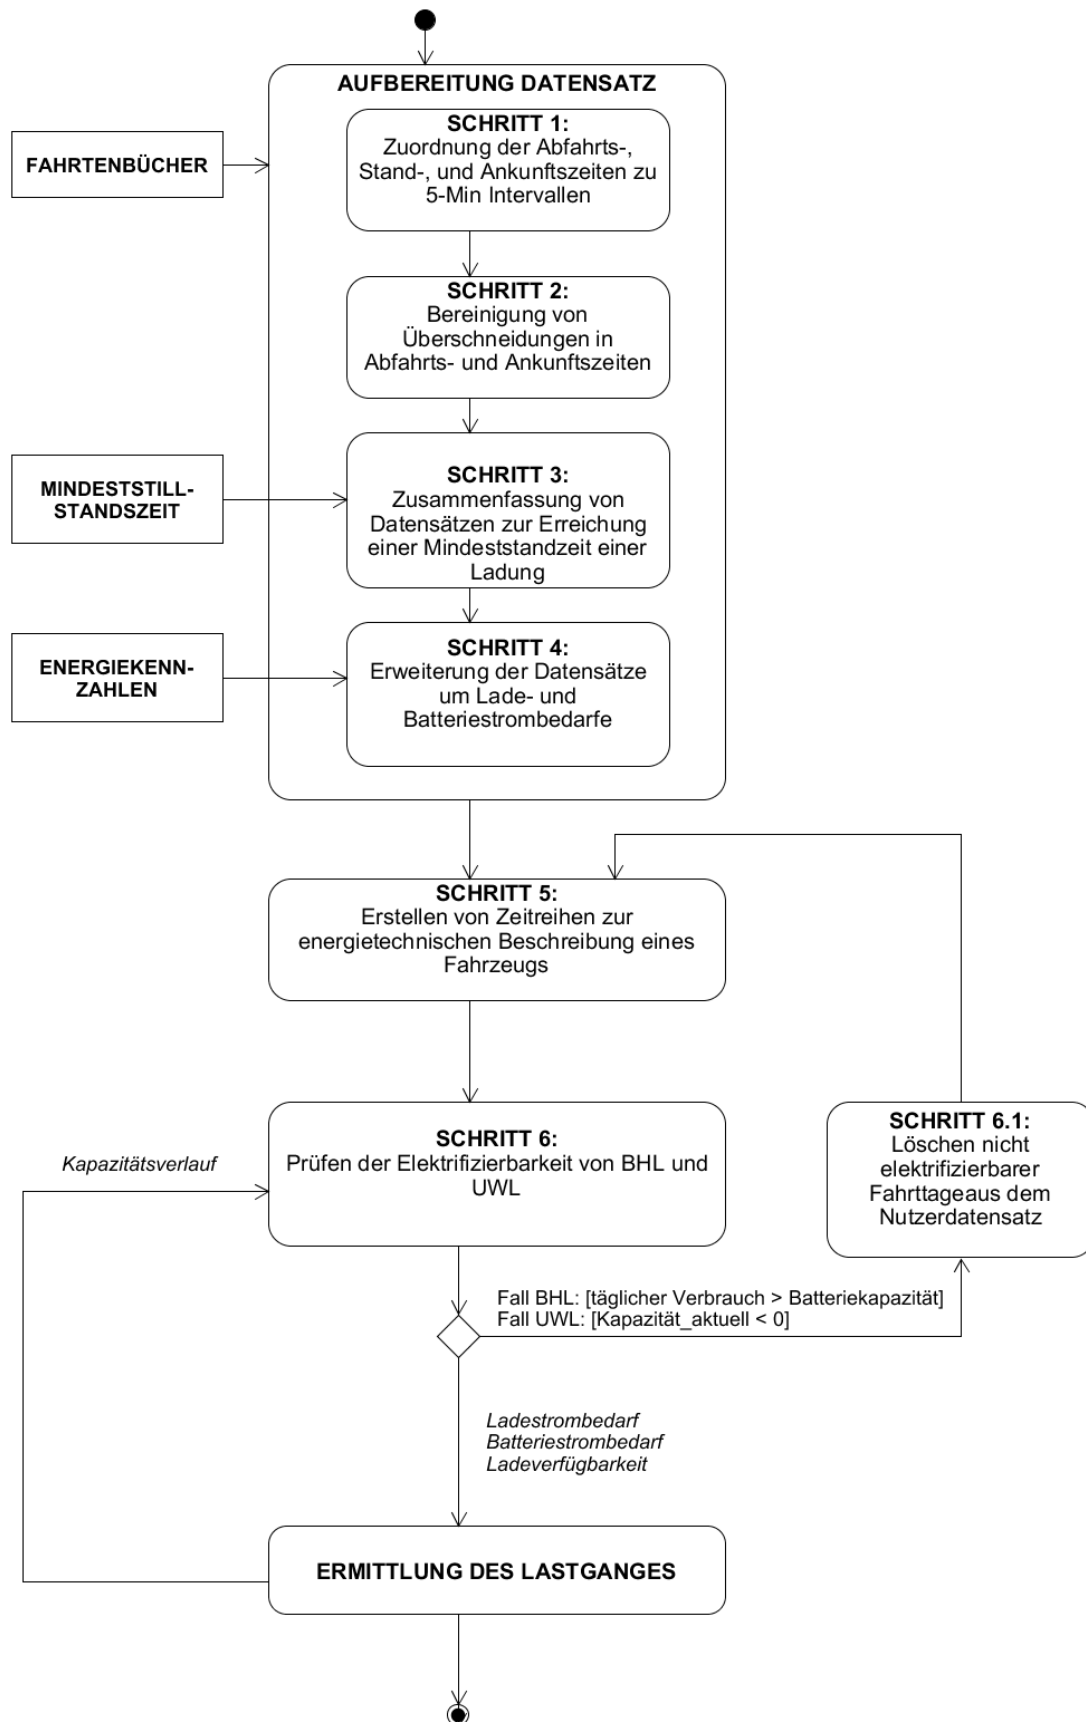 AUFBEREITUNG DATENSATZ
FAHRTENBÜCHER
SCHRITT 1:
Zuordnung der Abfahrts-,
Stand-, und Ankunftszeiten zu
5-Min Intervallen
SCHRITT 2:
Bereinigung von
Überschneidungen in
Abfahrts- und Ankunftszeiten
MINDESTSTILL-
STANDSZEIT
SCHRITT 3:
Zusammenfassung von
Datensätzen zur Erreichung
einer Mindeststandzeit einer
Ladung
ENERGIEKENN-
ZAHLEN
SCHRITT 4:
Erweiterung der Datensätze
um Lade- und
Batteriestrombedarfe
SCHRITT 5:
Erstellen von Zeitreihen zur
energietechnischen Beschreibung eines
Fahrzeugs
Kapazitätsverlauf
SCHRITT 6:
Prüfen der Elektrifizierbarkeit von BHL und
UWL
SCHRITT 6.1:
Löschen nicht
elektrifizierbarer
Fahrttageaus dem
Nutzerdatensatz
Fall BHL: [täglicher Verbrauch > Batteriekapazität]
Fall UWL: [Kapazität_aktuell < 0]
Ladestrombedarf
Batteriestrombedarf
Ladeverfügbarkeit
ERMITTLUNG DES LASTGANGES